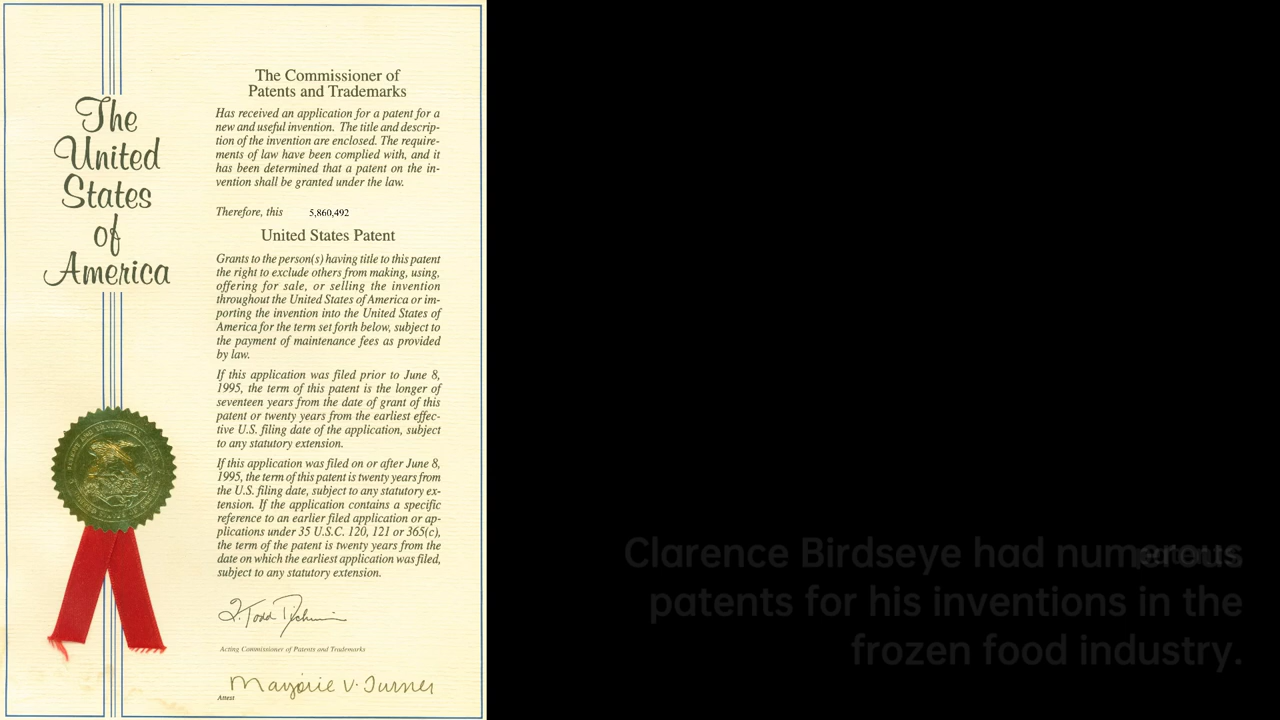 The
United
States
of
America
The Commissioner of
Patents and Trademarks
Has received an application for a patent for a
new and useful invention. The title and descrip-
tion of the invention are enclosed. The require-
ments of law have been complied with, and it
has been determined that a patent on the in-
vention shall be granted under the law.
Therefore, this 5,860,492
United States Patent
Grants to the person(s) having title to this patent
the right to exclude others from making, using,
offering for sale, or selling the invention
throughout the United States of America or im-
porting the invention into the United States of
America for the term set forth below, subject to
the payment of maintenance fees as provided
by law.
If this application was filed prior to June 8,
1995, the term of this patent is the longer of
seventeen years from the date of grant of this
patent or twenty years from the earliest effec-
tive U.S. filing date of the application, subject
to any statutory extension.
If this application was filed on or after June 8,
1995, the term of this patent is twenty years from
the U.S. filing date, subject to any statutory ex-
tension. If the application contains a specific
reference to an earlier filed application or ap-
plications under 35 U.S.C. 120, 121 or 365(c),
the term of the patent is twenty years from the
date on which the earliest application was filed,
subject to any statutory extension.
Acting Commissioner of Patents and Trademarks
Marjorie V. Turner
Attest
Clarence Birdseye had numerous
patents for his inventions in the
frozen food industry.